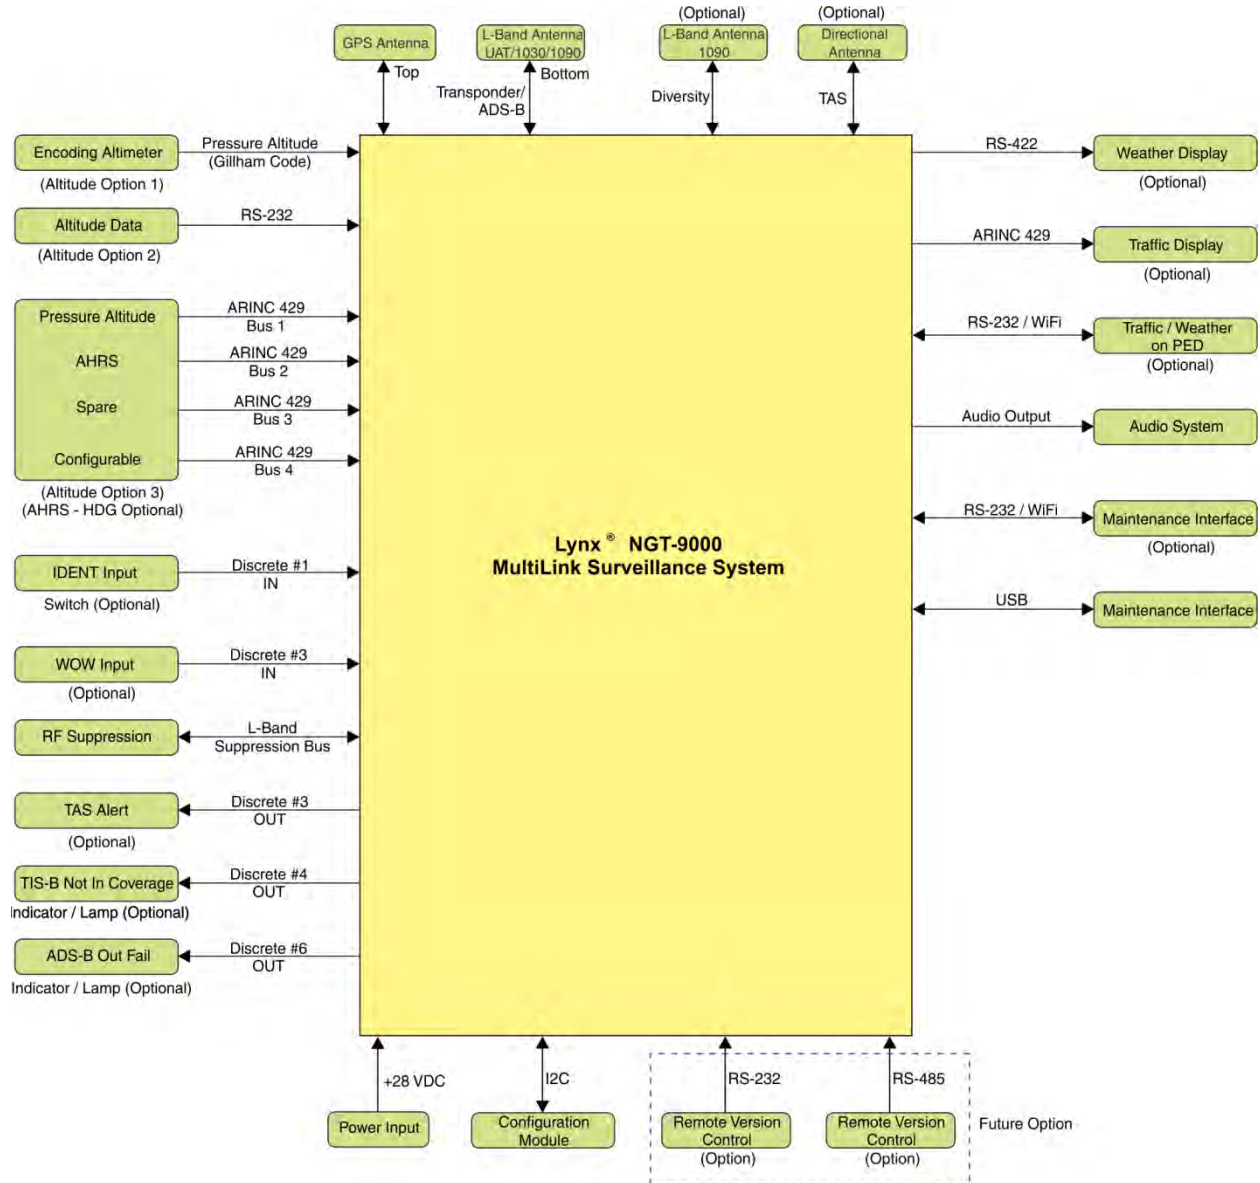 (Optional)
(Optional)
GPS Antenna
L-Band Antenna
UAT/1030/1090
L-Band Antenna
1090
Directional
Antenna
Top
Bottom
Transponder/
ADS-B
Diversity
TAS
Encoding Altimeter
(Altitude Option 1)
Pressure Altitude
(Gillham Code)
Altitude Data
(Altitude Option 2)
RS-232
Pressure Altitude
ARINC 429
Bus 1
AHRS
ARINC 429
Bus 2
Spare
ARINC 429
Bus 3
Configurable
ARINC 429
Bus 4
(Altitude Option 3)
(AHRS - HDG Optional)
IDENT Input
Switch (Optional)
Discrete #1
IN
WOW Input
(Optional)
Discrete #3
IN
RF Suppression
L-Band
Suppression Bus
TAS Alert
(Optional)
Discrete #3
OUT
TIS-B Not In Coverage
Indicator / Lamp (Optional)
Discrete #4
OUT
ADS-B Out Fail
Indicator / Lamp (Optional)
Discrete #6
OUT
Lynx ® NGT-9000
MultiLink Surveillance System
RS-422
Weather Display
(Optional)
ARINC 429
Traffic Display
(Optional)
RS-232 / WiFi
Traffic / Weather
on PED
(Optional)
Audio Output
Audio System
RS-232 / WiFi
Maintenance Interface
(Optional)
USB
Maintenance Interface
+28 VDC
Power Input
I2C
Configuration
Module
RS-232
Remote Version
Control
(Option)
RS-485
Remote Version
Control
(Option)
Future Option